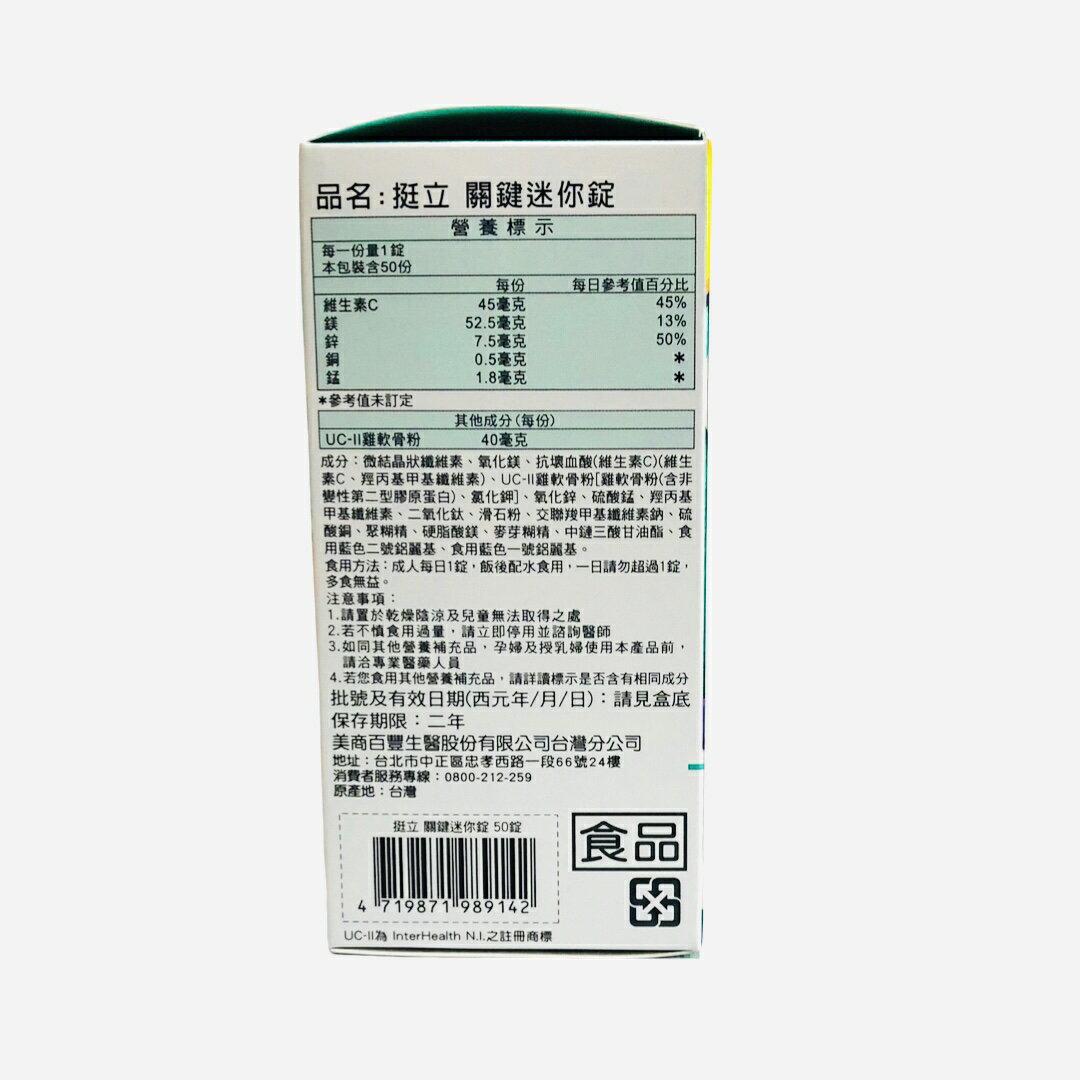 品名:挺立 關鍵迷你錠
營養標示
每一份量1錠
本包裝含50份
每份 每日參考值百分比
維生素C 45毫克 45%
鎂 52.5毫克 13%
鋅 7.5毫克 50%
銅 0.5毫克 *
錳 1.8毫克 *
*參考值未訂定
其他成分(每份)
UC-II雞軟骨粉 40毫克
成分：微結晶狀纖維素、氧化鎂、抗壞血酸(維生素C)(維生
素C、羥丙基甲基纖維素)、UC-II雞軟骨粉[雞軟骨粉(含非
變性第二型膠原蛋白)、氯化鉀]、氧化鋅、硫酸錳、羥丙基
甲基纖維素、二氧化鈦、滑石粉、交聯羧甲基纖維素鈉、硫
酸銅、聚糊精、硬脂酸鎂、麥芽糊精、中鏈三酸甘油酯、食
用藍色二號鋁麗基、食用藍色一號鋁麗基。
食用方法：成人每日1錠，飯後配水食用，一日請勿超過1錠，
多食無益。
注意事項：
1.請置於乾燥陰涼及兒童無法取得之處
2.若不慎食用過量，請立即停用並諮詢醫師
3.如同其他營養補充品，孕婦及授乳婦使用本產品前，
請洽專業醫藥人員
4.若您食用其他營養補充品，請詳讀標示是否含有相同成分
批號及有效日期(西元年/月/日)：請見盒底
保存期限：二年
美商百豐生醫股份有限公司台灣分公司
地址：台北市中正區忠孝西路一段66號24樓
消費者服務專線：0800-212-259
原產地：台灣
挺立 關鍵迷你錠 50錠
食品
4 719871 989142
UC-II為 InterHealth N.I.之註冊商標